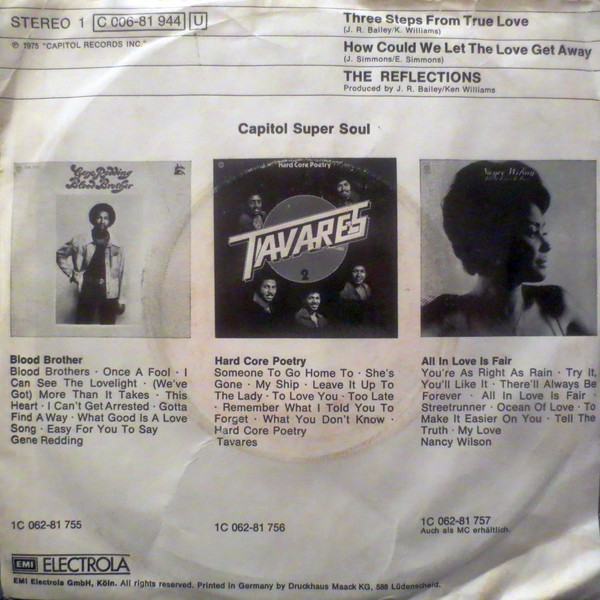 STEREO 1 C 006-81 944 U
Three Steps From True Love
(J. R. Bailey/K. Williams)
℗ 1975 "CAPITOL RECORDS INC."
How Could We Let The Love Get Away
(J. Simmons/E. Simmons)
THE REFLECTIONS
Produced by J. R. Bailey/Ken Williams
Capitol Super Soul
Gene Redding
Blood Brother
Hard Core Poetry
TAVARES
2
Nancy Wilson
Blood Brother
Blood Brothers · Once A Fool · I
Can See The Lovelight · (We've
Got) More Than It Takes · This
Heart · I Can't Get Arrested · Gotta
Find A Way · What Good Is A Love
Song · Easy For You To Say
Gene Redding
1C 062-81 755
Hard Core Poetry
Someone To Go Home To · She's
Gone · My Ship · Leave It Up To
The Lady · To Love You · Too Late
· Remember What I Told You To
Forget · What You Don't Know ·
Hard Core Poetry
Tavares
1C 062-81 756
All In Love Is Fair
You're As Right As Rain · Try It,
You'll Like It · There'll Always Be
Forever · All In Love Is Fair ·
Streetrunner · Ocean Of Love · To
Make It Easier On You · Tell The
Truth · My Love
Nancy Wilson
1C 062-81 757
Auch als MC erhältlich.
EMI ELECTROLA
EMI Electrola GmbH, Köln. All rights reserved. Printed in Germany by Druckhaus Maack KG, 588 Lüdenscheid.